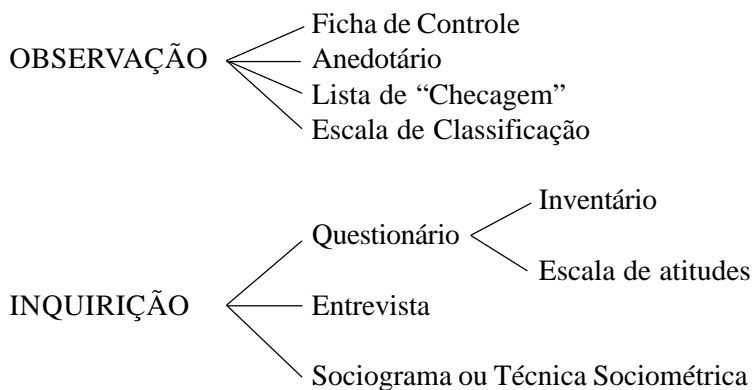 Ficha de Controle
OBSERVAÇÃO
Anedotário
Lista de “Checagem”
Escala de Classificação
Inventário
Questionário
Escala de atitudes
INQUIRIÇÃO
Entrevista
Sociograma ou Técnica Sociométrica